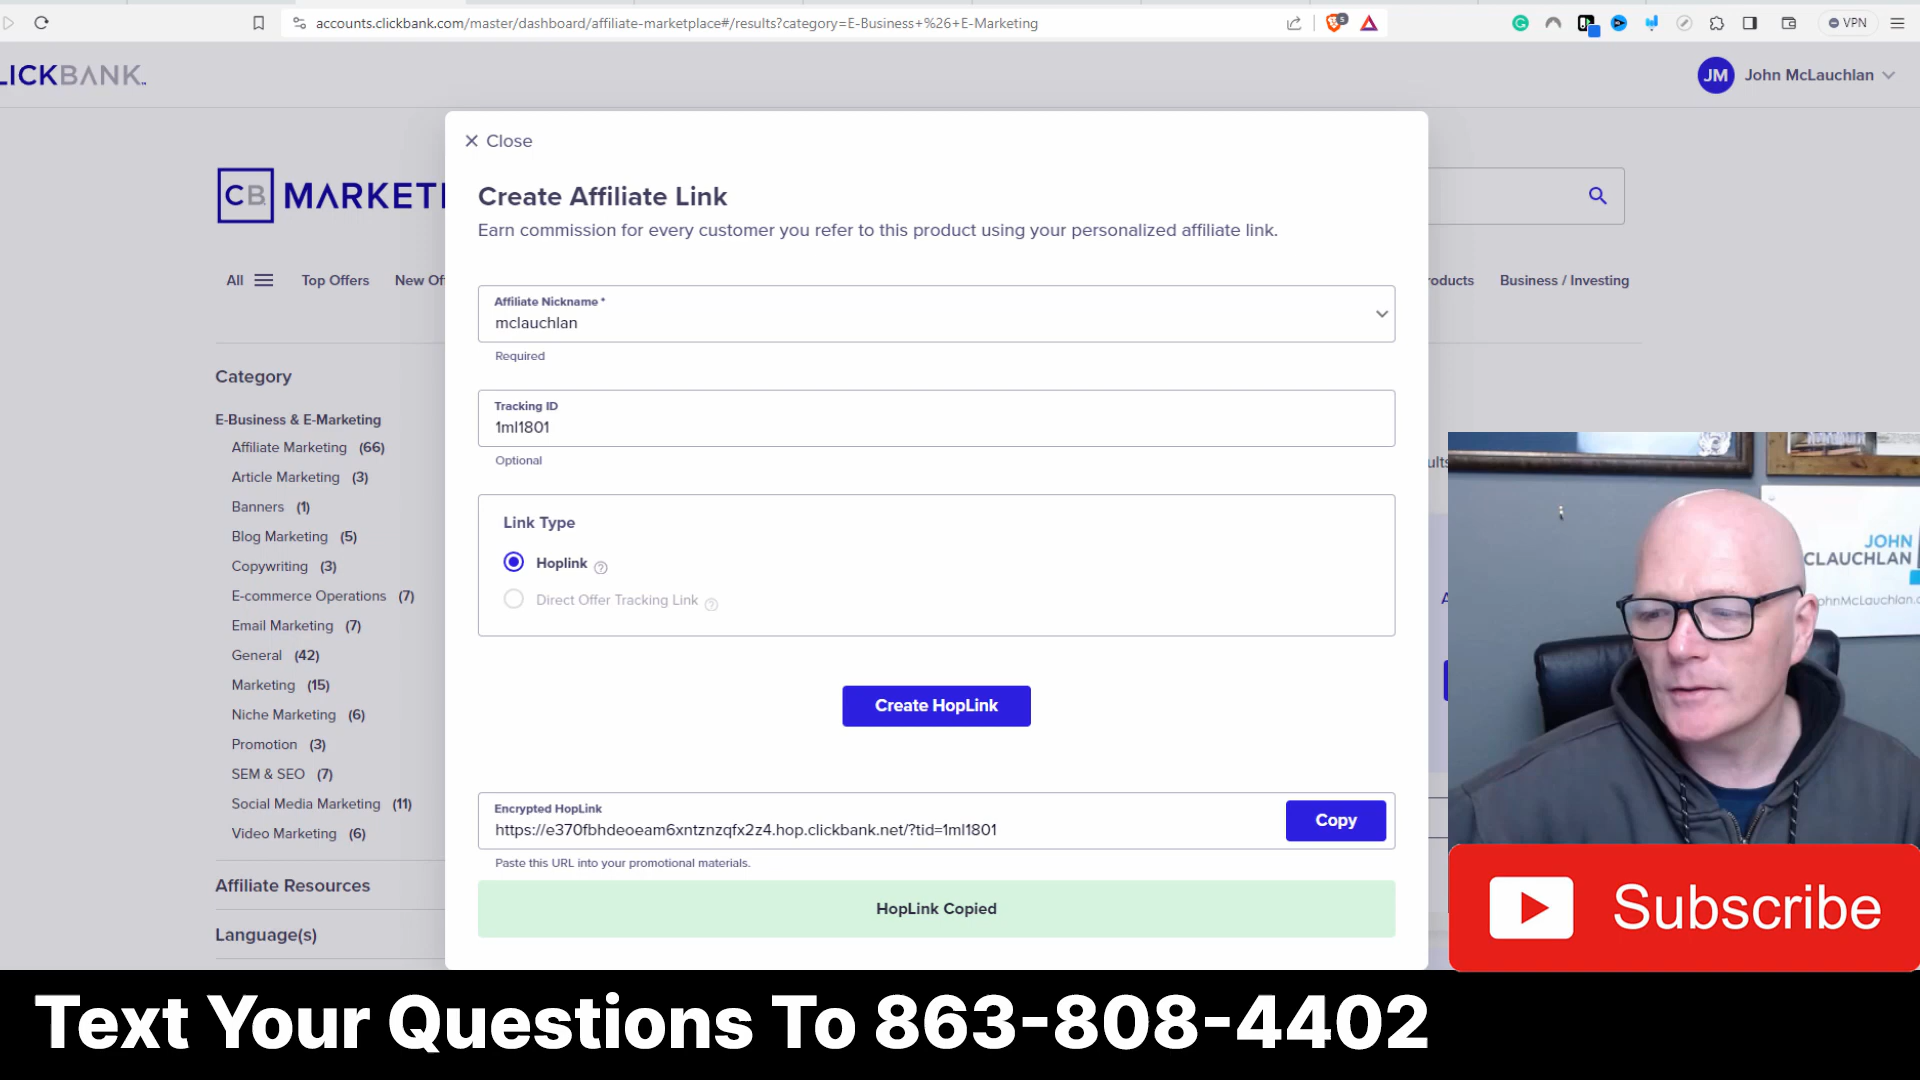 accounts.clickbank.com/master/dashboard/affiliate-marketplace#/results?category=E-Business+%26+E-Marketing
5
VPN
LICKBANK
JM
John McLauchlan
Close
CB MARKETI
Create Affiliate Link
Earn commission for every customer you refer to this product using your personalized affiliate link.
All
Top Offers
New Of
roducts
Business / Investing
Affiliate Nickname *
mclauchlan
Required
Category
Tracking ID
1ml1801
Optional
E-Business & E-Marketing
Affiliate Marketing (66)
Article Marketing (3)
Banners (1)
Blog Marketing (5)
Copywriting (3)
E-commerce Operations (7)
Email Marketing (7)
General (42)
Marketing (15)
Niche Marketing (6)
Promotion (3)
SEM & SEO (7)
Social Media Marketing (11)
Video Marketing (6)
Affiliate Resources
Language(s)
Link Type
Hoplink
Direct Offer Tracking Link
Create HopLink
Encrypted HopLink
https://e370fbhdeoeam6xntznzqfx2z4.hop.clickbank.net/?tid=1ml1801
Copy
Paste this URL into your promotional materials.
HopLink Copied
ults
JOHN
CLAUCHLAN
ohnMcLauchlan.c
Subscribe
Text Your Questions To 863-808-4402